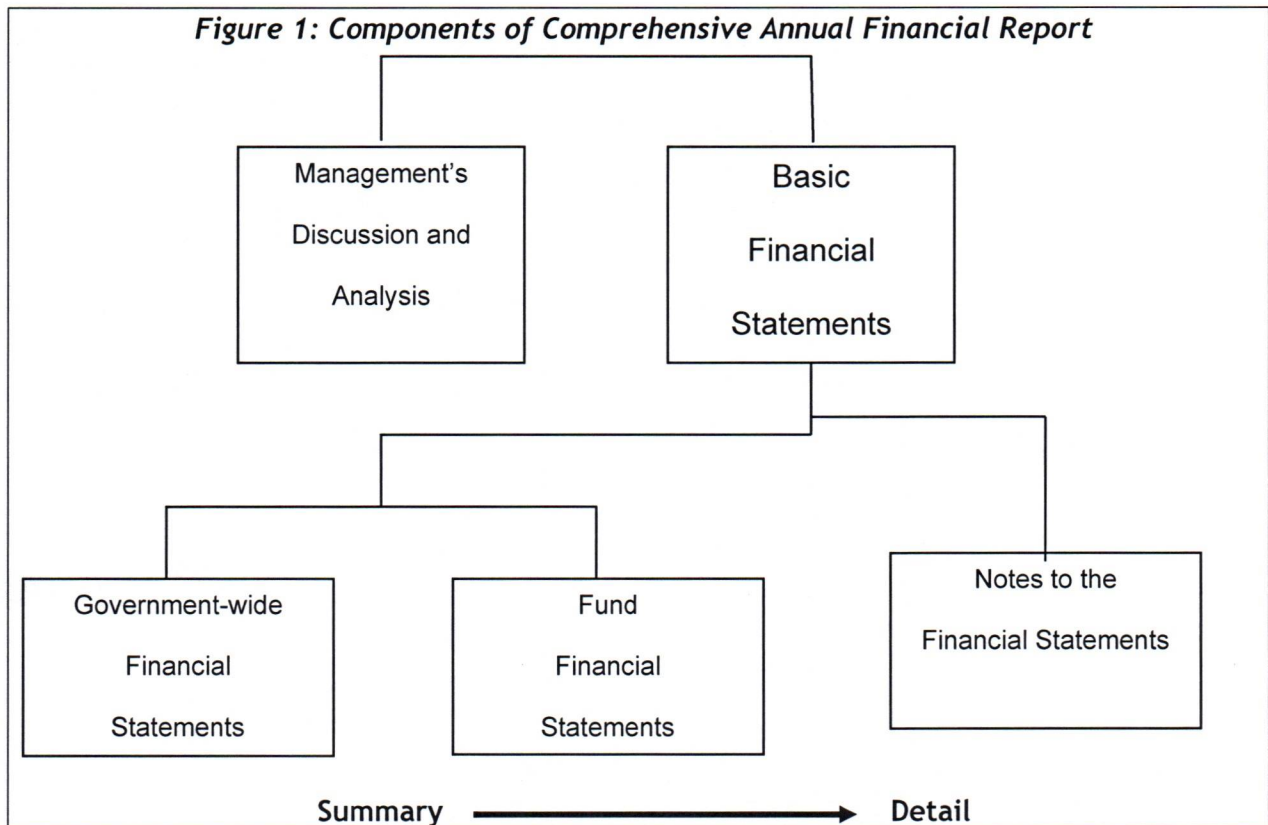 Figure 1: Components of Comprehensive Annual Financial Report
Management's
Discussion and
Analysis
Basic
Financial
Statements
Government-wide
Financial
Statements
Fund
Financial
Statements
Notes to the
Financial Statements
Summary
Detail